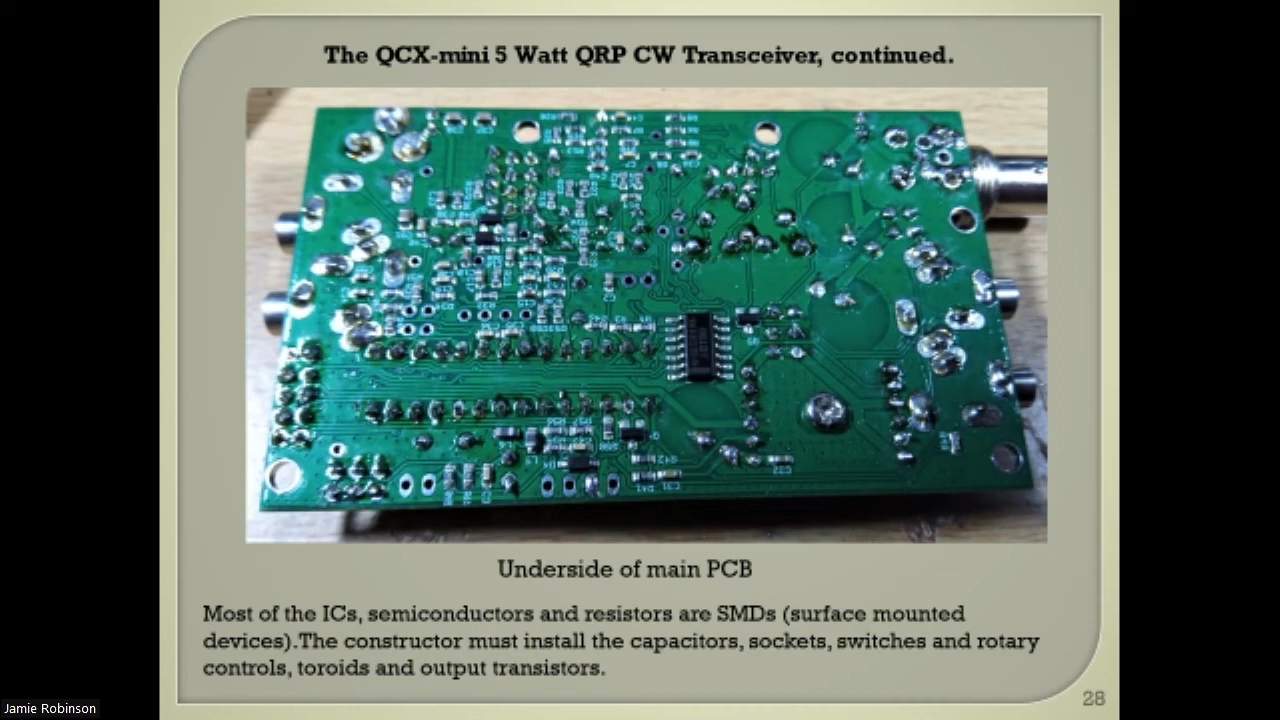 The QCX-mini 5 Watt QRP CW Transceiver, continued.
Underside of main PCB
Most of the ICs, semiconductors and resistors are SMDs (surface mounted
devices).The constructor must install the capacitors, sockets, switches and rotary
controls, toroids and output transistors.
28
Jamie Robinson